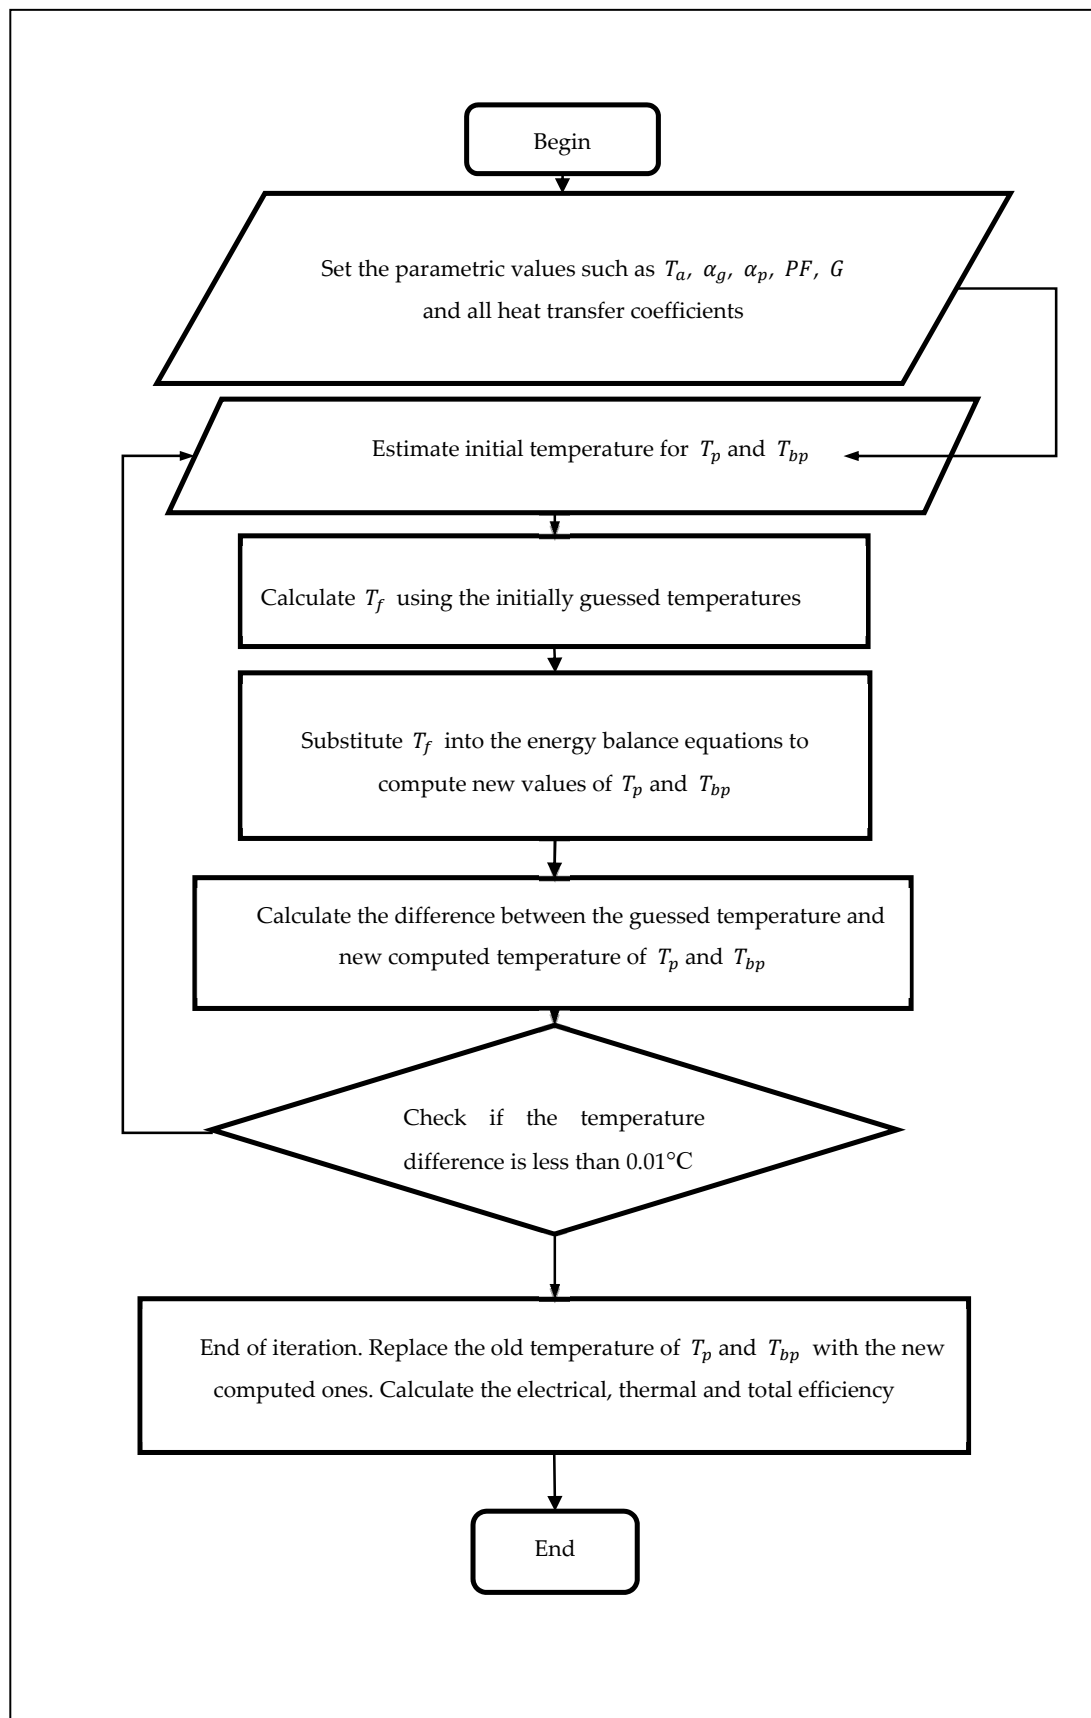 Begin
Set the parametric values such as T_a, α_g, α_p, PF, G
and all heat transfer coefficients
Estimate initial temperature for T_p and T_bp
Calculate T_f using the initially guessed temperatures
Substitute T_f into the energy balance equations to
compute new values of T_p and T_bp
Calculate the difference between the guessed temperature and
new computed temperature of T_p and T_bp
Check if the temperature
difference is less than 0.01°C
End of iteration. Replace the old temperature of T_p and T_bp with the new
computed ones. Calculate the electrical, thermal and total efficiency
End